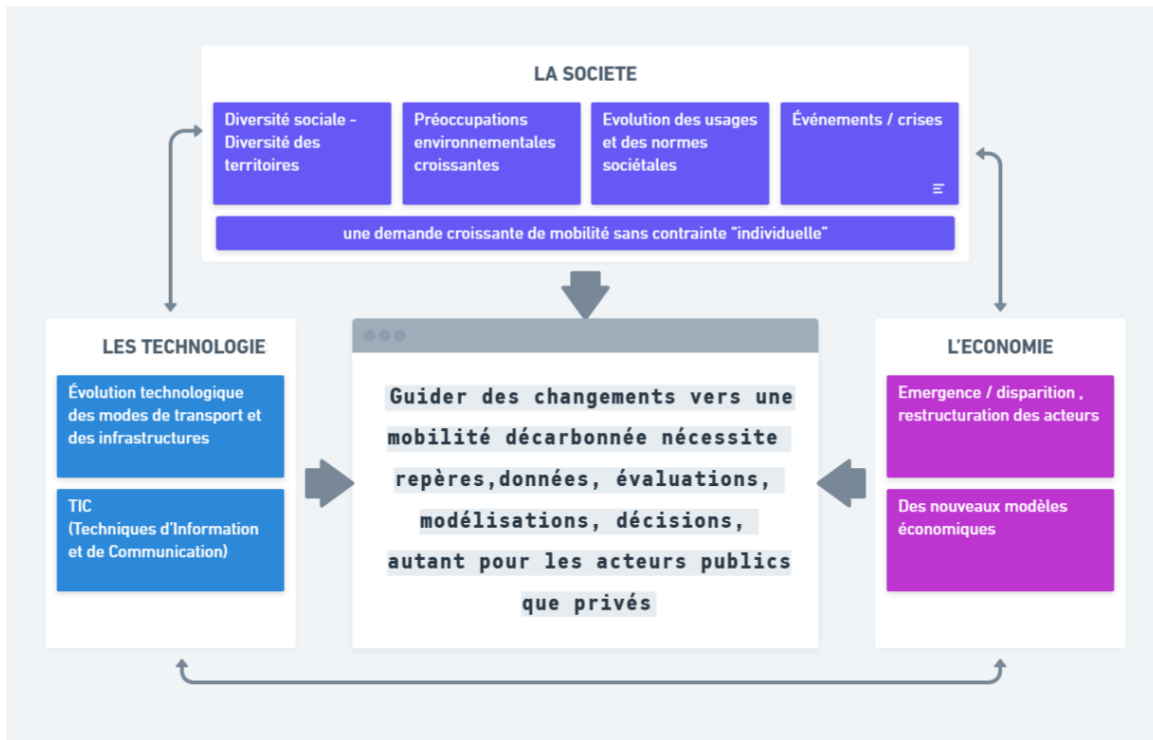 LA SOCIETE
Diversité sociale -
Diversité des
territoires
Préoccupations
environnementales
croissantes
Evolution des usages
et des normes
sociétales
Événements / crises
une demande croissante de mobilité sans contrainte “individuelle”
LES TECHNOLOGIE
Évolution technologique
des modes de transport et
des infrastructures
TIC
(Techniques d’Information
et de Communication)
Guider des changements vers une
mobilité décarbonnée nécessite
repères,données, évaluations,
modélisations, décisions,
autant pour les acteurs publics
que privés
L’ECONOMIE
Emergence / disparition ,
restructuration des acteurs
Des nouveaux modèles
économiques